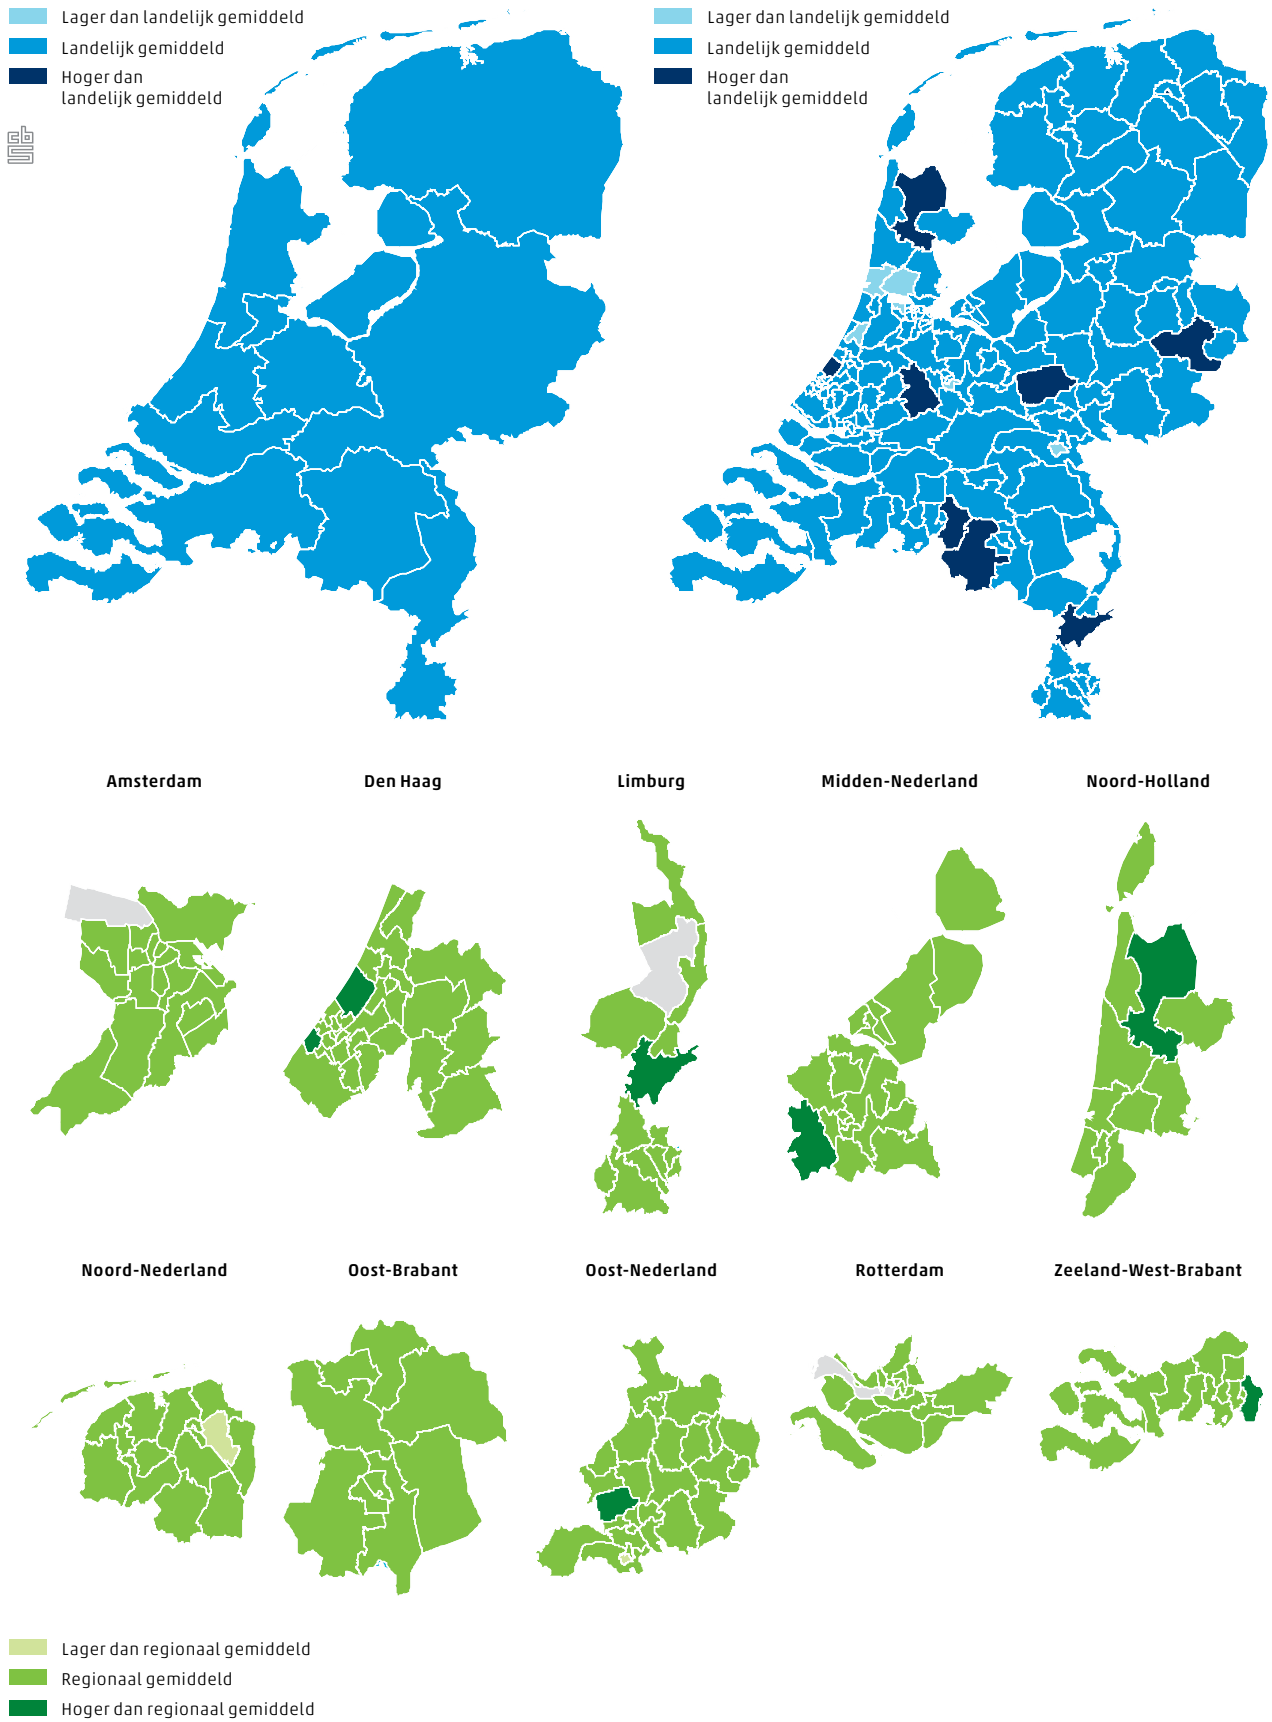 Lager dan landelijk gemiddeld
Landelijk gemiddeld
Hoger dan
landelijk gemiddeld
Lager dan landelijk gemiddeld
Landelijk gemiddeld
Hoger dan
landelijk gemiddeld
cbs
Amsterdam
Den Haag
Limburg
Midden-Nederland
Noord-Holland
Noord-Nederland
Oost-Brabant
Oost-Nederland
Rotterdam
Zeeland-West-Brabant
Lager dan regionaal gemiddeld
Regionaal gemiddeld
Hoger dan regionaal gemiddeld